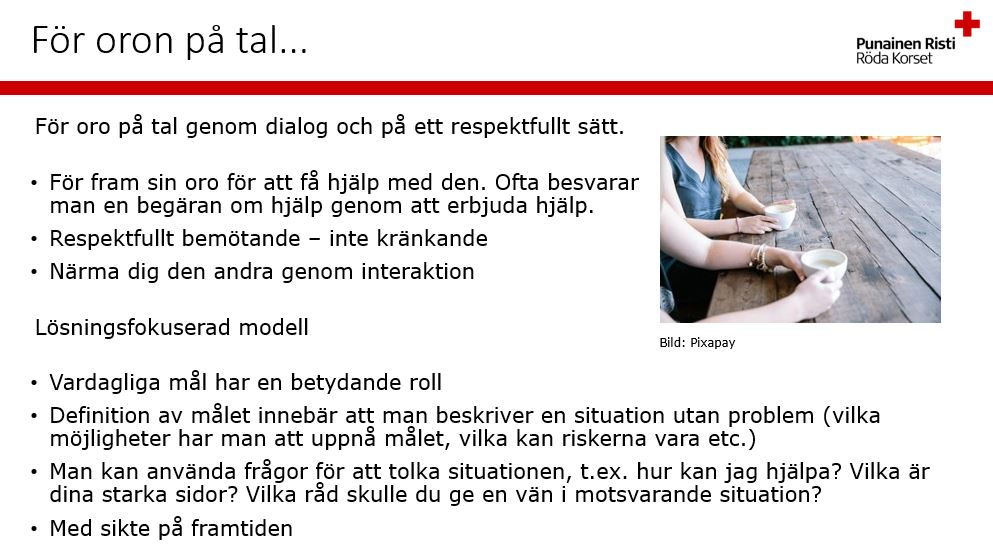 För oron på tal...
Punainen Risti
Röda Korset
För oro på tal genom dialog och på ett respektfullt sätt.
• För fram sin oro för att få hjälp med den. Ofta besvarar
man en begäran om hjälp genom att erbjuda hjälp.
• Respektfullt bemötande – inte kränkande
• Närma dig den andra genom interaktion
Bild: Pixapay
Lösningsfokuserad modell
• Vardagliga mål har en betydande roll
• Definition av målet innebär att man beskriver en situation utan problem (vilka
möjligheter har man att uppnå målet, vilka kan riskerna vara etc.)
• Man kan använda frågor för att tolka situationen, t.ex. hur kan jag hjälpa? Vilka är
dina starka sidor? Vilka råd skulle du ge en vän i motsvarande situation?
• Med sikte på framtiden